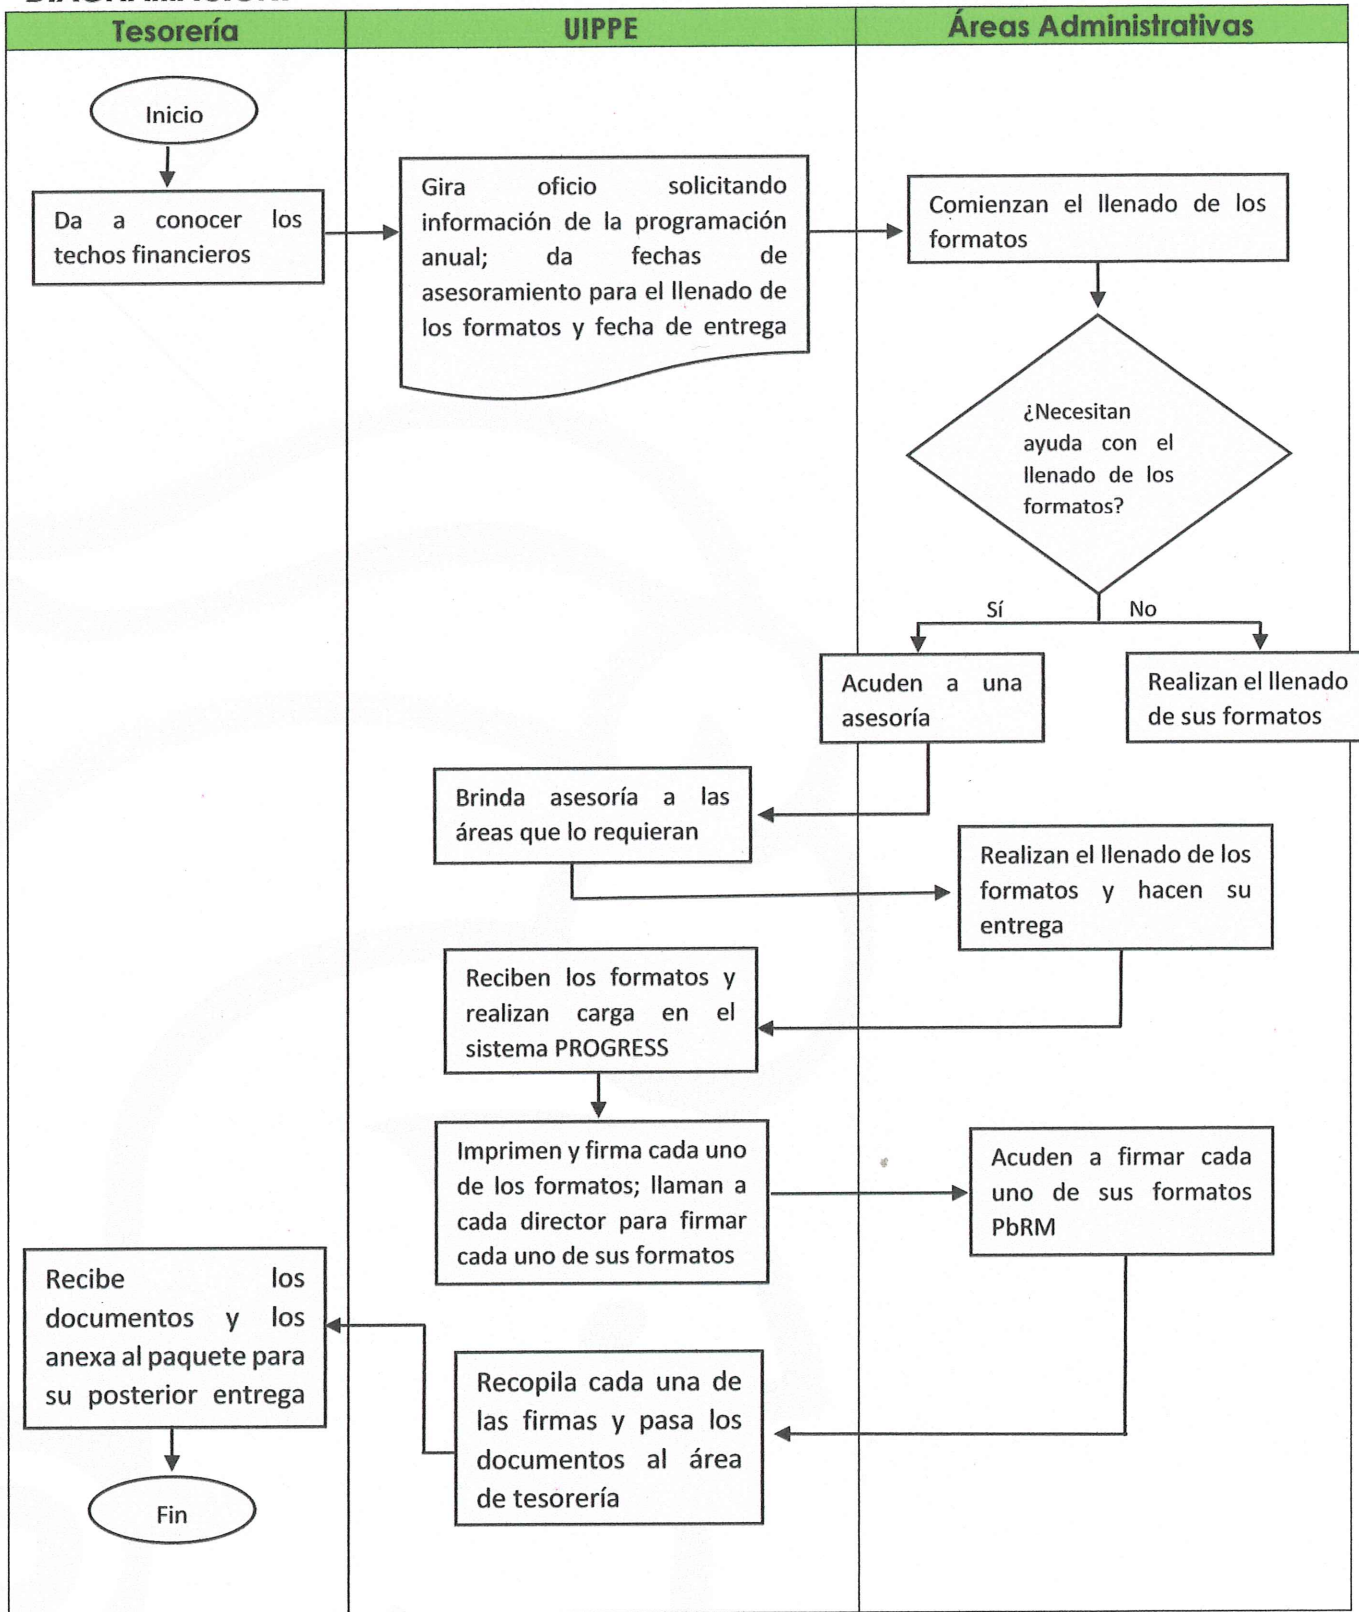 Tesorería
UIPPE
Áreas Administrativas
Inicio
Da a conocer los
techos financieros
Gira oficio solicitando
información de la programación
anual; da fechas de
asesoramiento para el llenado de
los formatos y fecha de entrega
Comienzan el llenado de los
formatos
¿Necesitan
ayuda con el
llenado de los
formatos?
Sí
No
Acuden a una
asesoría
Realizan el llenado
de sus formatos
Brinda asesoría a las
áreas que lo requieran
Realizan el llenado de los
formatos y hacen su
entrega
Reciben los formatos y
realizan carga en el
sistema PROGRESS
Imprimen y firma cada uno
de los formatos; llaman a
cada director para firmar
cada uno de sus formatos
Acuden a firmar cada
uno de sus formatos
PbRM
Recibe los
documentos y los
anexa al paquete para
su posterior entrega
Recopila cada una de
las firmas y pasa los
documentos al área
de tesorería
Fin